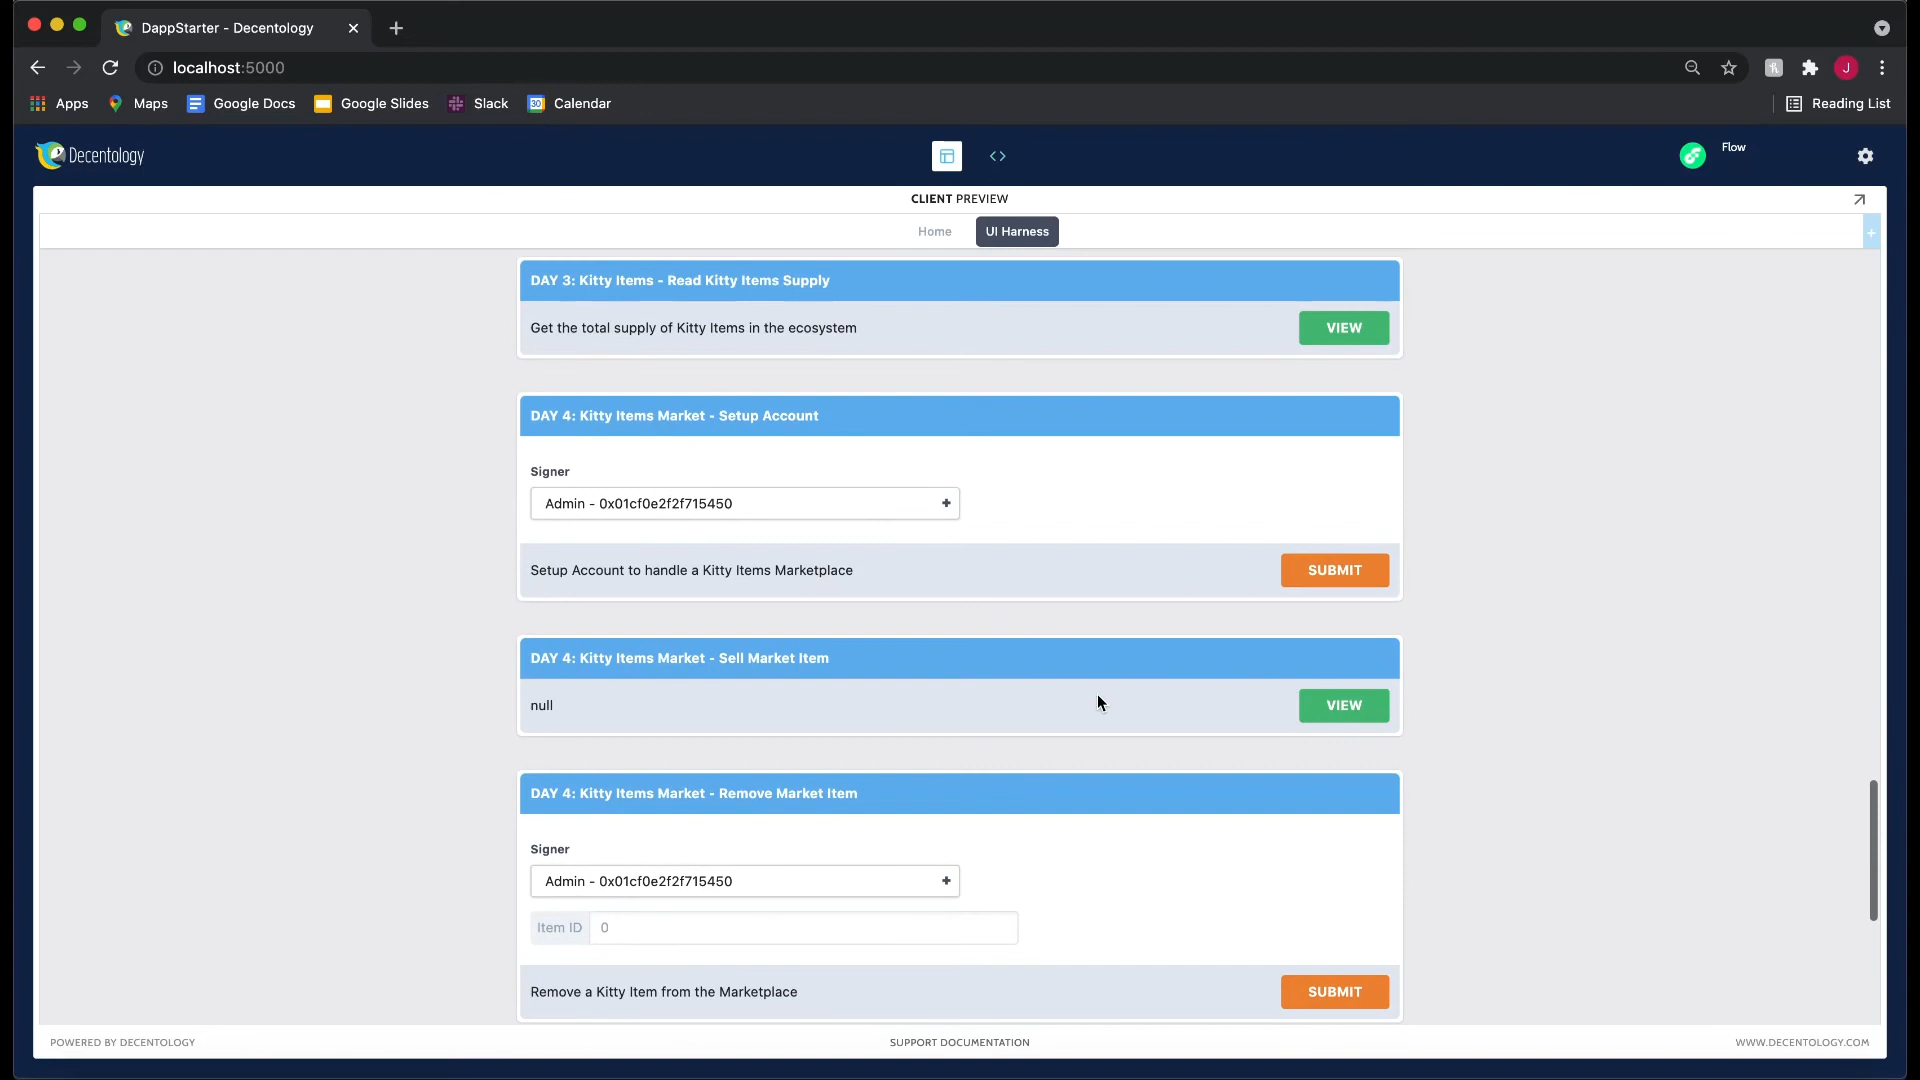 DappStarter - Decentology
localhost:5000
J
Apps
Maps
Google Docs
Google Slides
Slack
30
Calendar
Reading List
Decentology
<>
Flow
CLIENT PREVIEW
Home
UI Harness
+
DAY 3: Kitty Items - Read Kitty Items Supply
Get the total supply of Kitty Items in the ecosystem
VIEW
DAY 4: Kitty Items Market - Setup Account
Signer
Admin - 0x01cf0e2f2f715450
Setup Account to handle a Kitty Items Marketplace
SUBMIT
DAY 4: Kitty Items Market - Sell Market Item
null
VIEW
DAY 4: Kitty Items Market - Remove Market Item
Signer
Admin - 0x01cf0e2f2f715450
Item ID
0
Remove a Kitty Item from the Marketplace
SUBMIT
POWERED BY DECENTOLOGY
SUPPORT DOCUMENTATION
WWW.DECENTOLOGY.COM